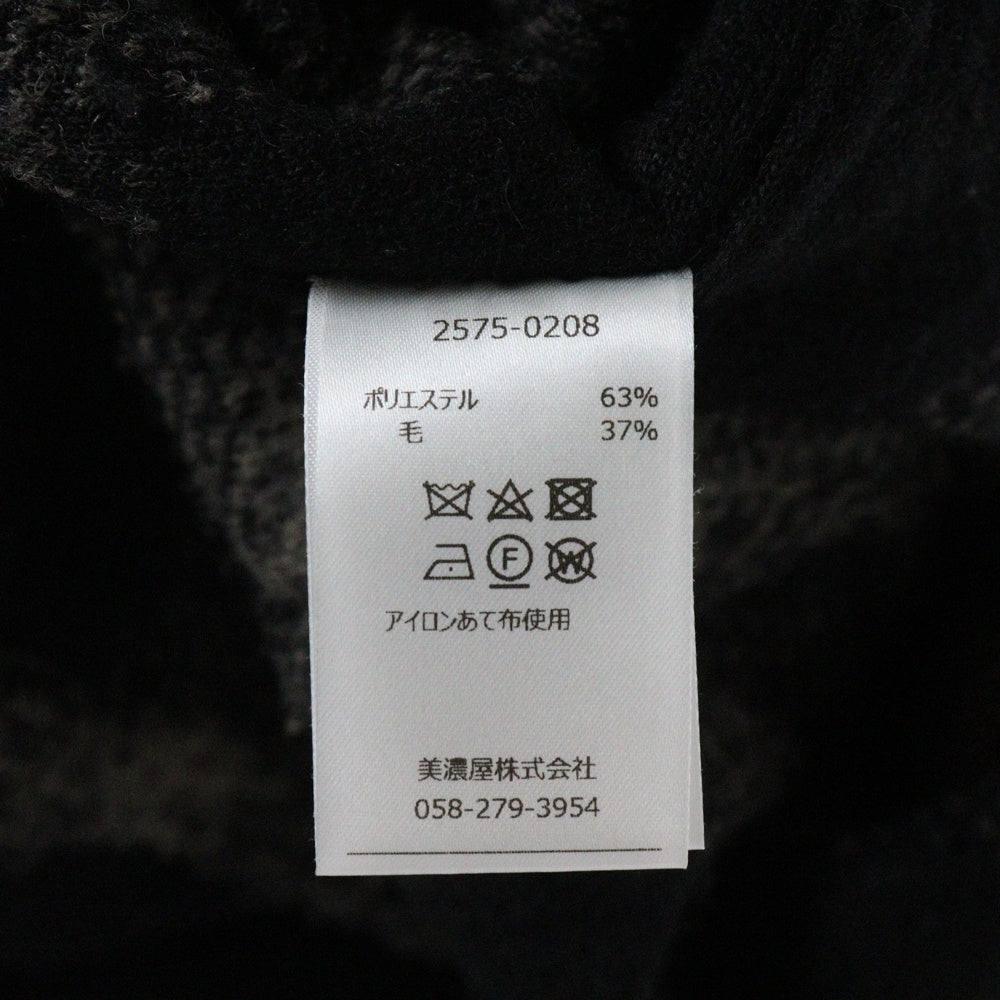 2575-0208
ポリエステル 63%
毛 37%
F W
アイロンあて布使用
美濃屋株式会社
058-279-3954